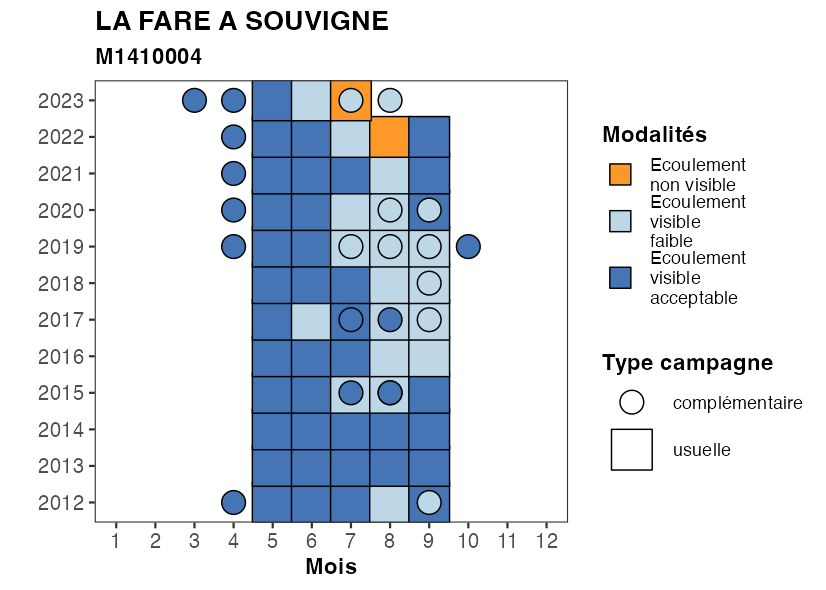 LA FARE A SOUVIGNE
M1410004
2023
2022
2021
2020
2019
2018
2017
2016
2015
2014
2013
2012
1 2 3 4 5 6 7 8 9 10 11 12
Mois
Modalités
Ecoulement
non visible
Ecoulement
visible
faible
Ecoulement
visible
acceptable
Type campagne
complémentaire
usuelle